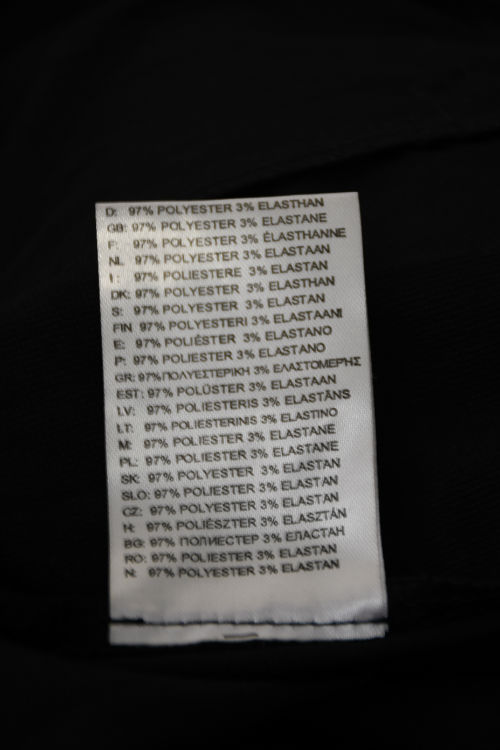 D: 97% POLYESTER 3% ELASTHAN
GB: 97% POLYESTER 3% ELASTANE
F: 97% POLYESTER 3% ÉLASTHANNE
NL 97% POLYESTER 3% ELASTAAN
I: 97% POLIESTERE 3% ELASTAN
DK: 97% POLYESTER 3% ELASTHAN
S: 97% POLYESTER 3% ELASTAN
FIN 97% POLYESTERI 3% ELASTAANI
E: 97% POLIÉSTER 3% ELASTANO
P: 97% POLIESTER 3% ELASTANO
GR: 97% ΠΟΛΥΕΣΤΕΡΙΚΗ 3% ΕΛΑΣΤΟΜΕΡΉΣ
EST: 97% POLÜSTER 3% ELASTAAN
LV: 97% POLIESTERIS 3% ELASTĀNS
LT: 97% POLIESTERINIS 3% ELASTINO
M: 97% POLIESTER 3% ELASTANE
PL: 97% POLIESTER 3% ELASTANE
SK: 97% POLYESTER 3% ELASTAN
SLO: 97% POLIESTER 3% ELASTAN
CZ: 97% POLYESTER 3% ELASTAN
H: 97% POLIÉSZTER 3% ELASZTÁN
BG: 97% ПОЛИЕСТЕР 3% ЕЛАСТАН
RO: 97% POLIESTER 3% ELASTAN
N: 97% POLYESTER 3% ELASTAN